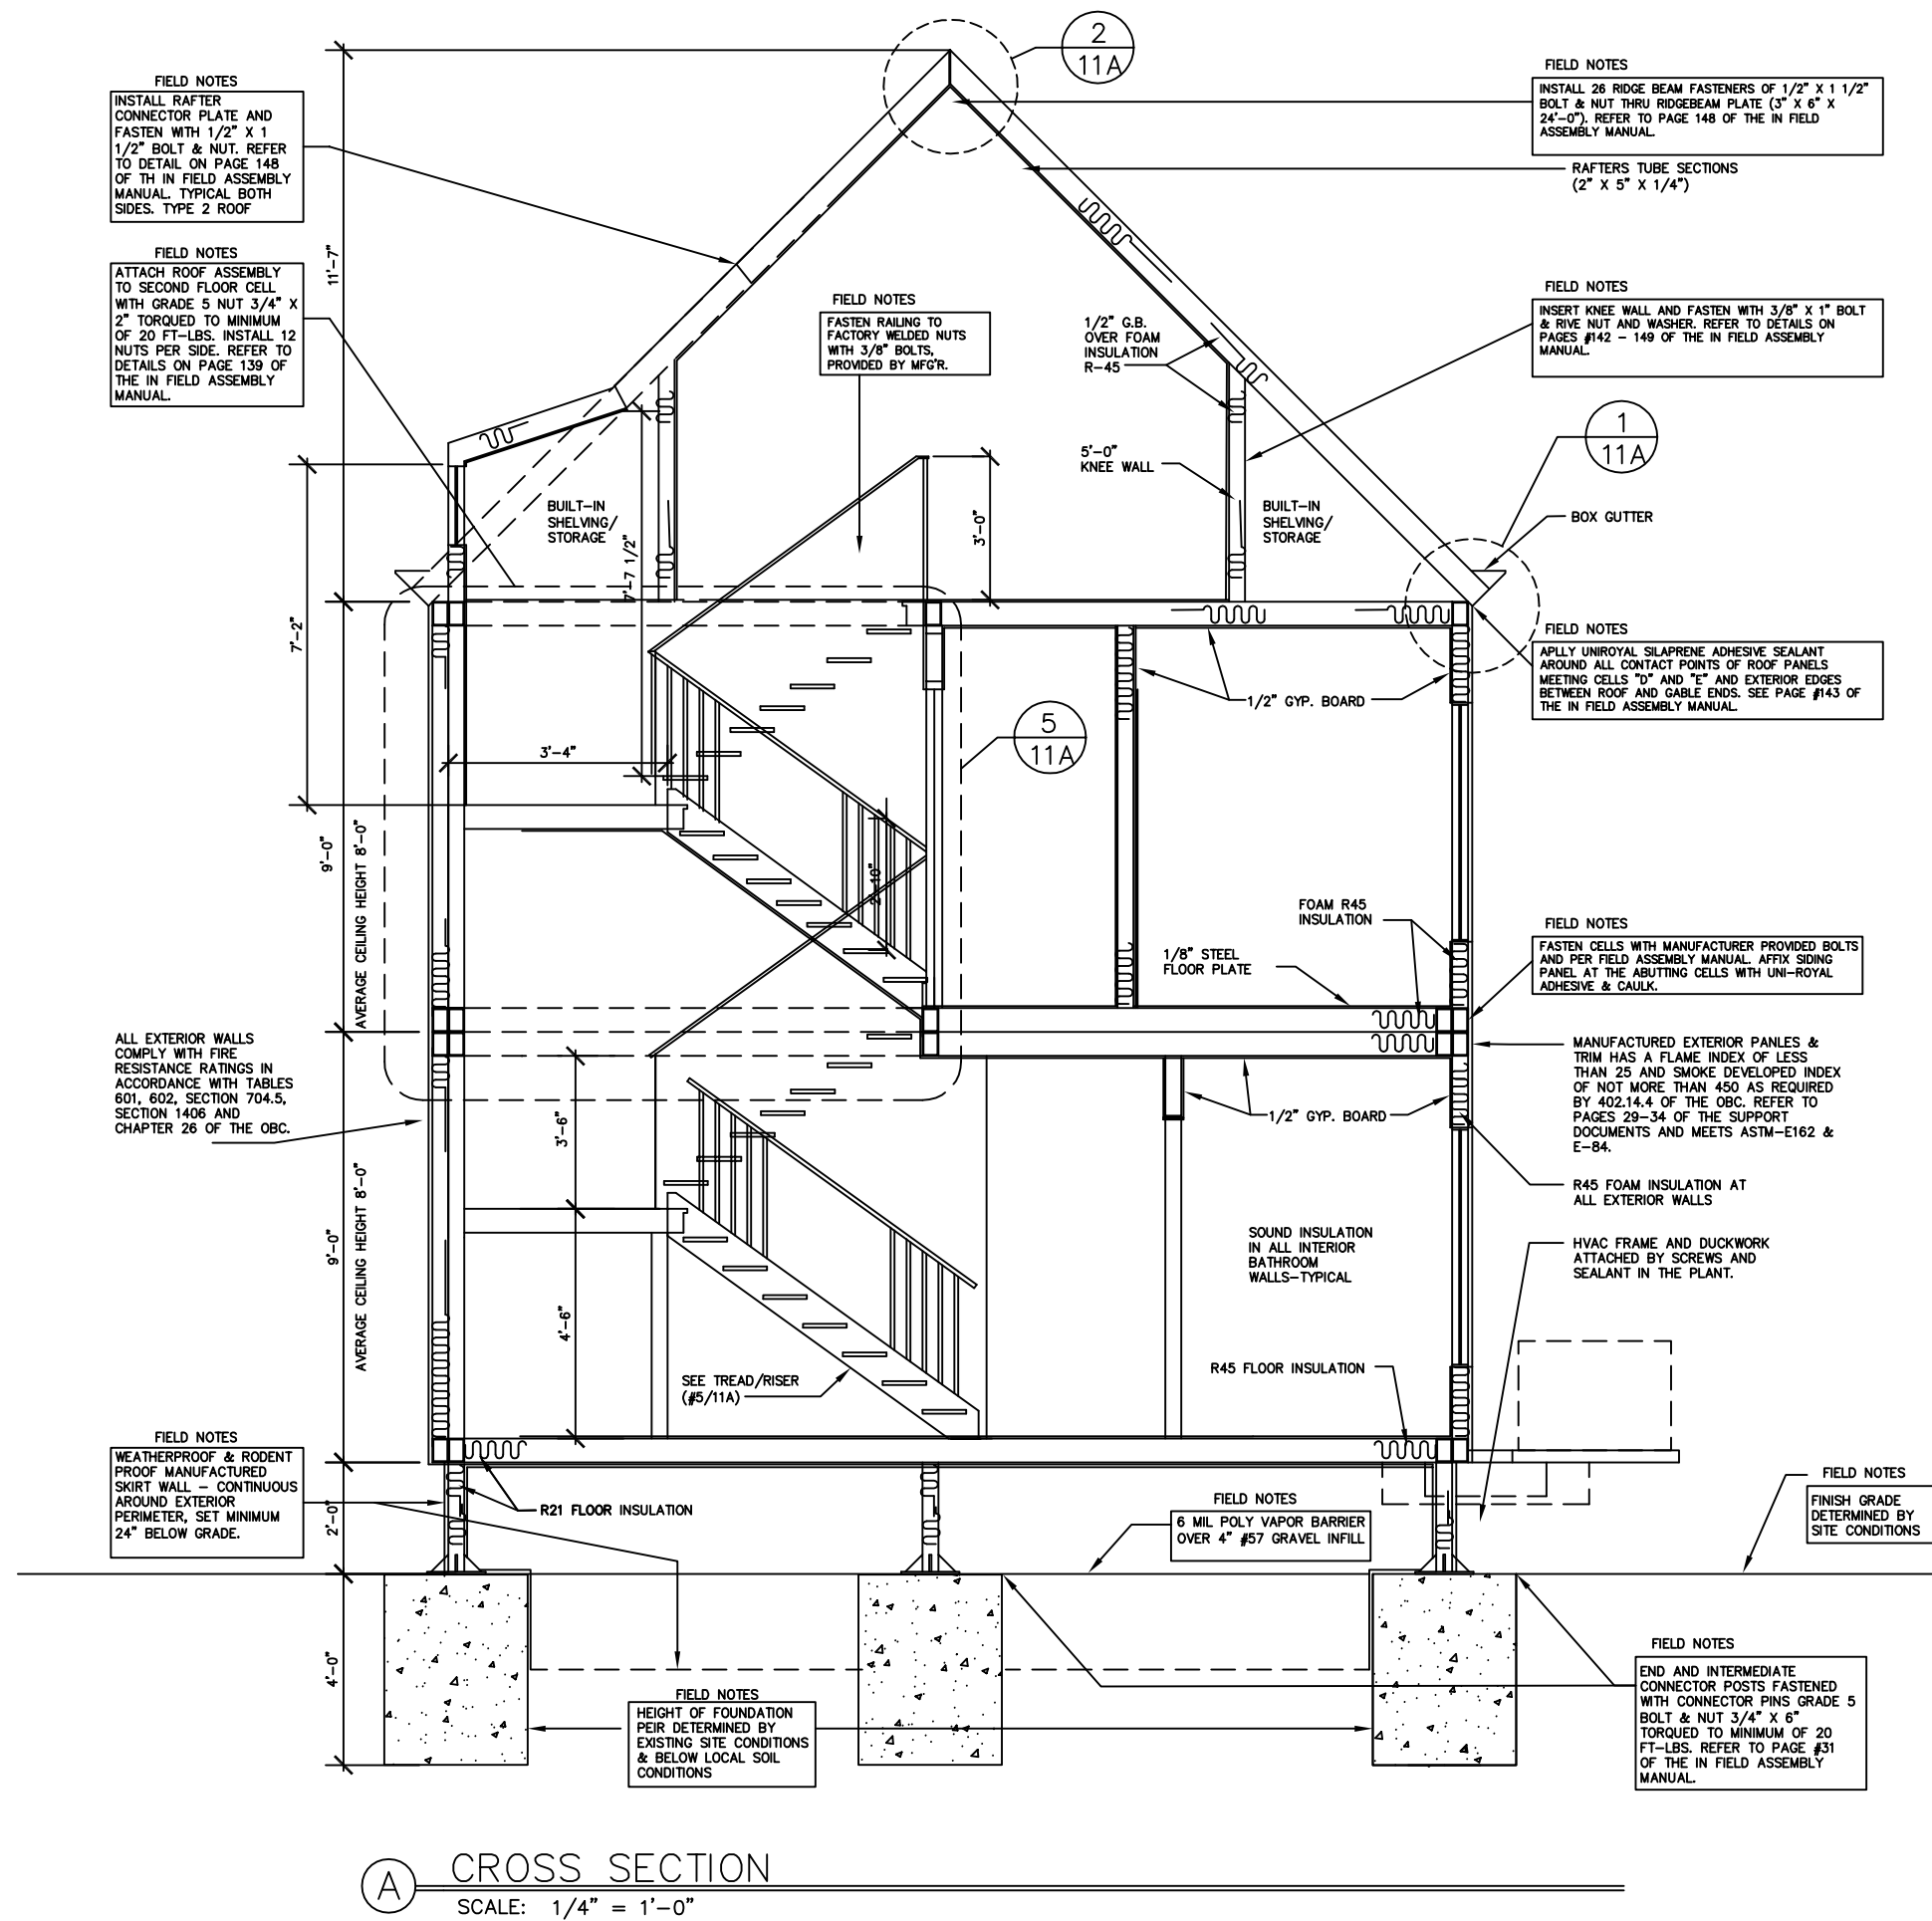 2
11A
FIELD NOTES
INSTALL RAFTER
CONNECTOR PLATE AND
FASTEN WITH 1/2" X 1
1/2" BOLT & NUT. REFER
TO DETAIL ON PAGE 148
OF TH IN FIELD ASSEMBLY
MANUAL. TYPICAL BOTH
SIDES. TYPE 2 ROOF
FIELD NOTES
ATTACH ROOF ASSEMBLY
TO SECOND FLOOR CELL
WITH GRADE 5 NUT 3/4" X
2" TORQUED TO MINIMUM
OF 20 FT-LBS. INSTALL 12
NUTS PER SIDE. REFER TO
DETAILS ON PAGE 139 OF
THE IN FIELD ASSEMBLY
MANUAL.
11'-7"
FIELD NOTES
FASTEN RAILING TO
FACTORY WELDED NUTS
WITH 3/8" BOLTS,
PROVIDED BY MFG'R.
1/2" G.B.
OVER FOAM
INSULATION
R-45
5'-0"
KNEE WALL
FIELD NOTES
INSTALL 26 RIDGE BEAM FASTENERS OF 1/2" X 1 1/2"
BOLT & NUT THRU RIDGEBEAM PLATE (3" X 6" X
24'-0"). REFER TO PAGE 148 OF THE IN FIELD
ASSEMBLY MANUAL.
RAFTERS TUBE SECTIONS
(2" X 5" X 1/4")
FIELD NOTES
INSERT KNEE WALL AND FASTEN WITH 3/8" X 1" BOLT
& RIVE NUT AND WASHER. REFER TO DETAILS ON
PAGES #142 - 149 OF THE IN FIELD ASSEMBLY
MANUAL.
1
11A
BOX GUTTER
BUILT-IN
SHELVING/
STORAGE
7'-7 1/2"
3'-0"
BUILT-IN
SHELVING/
STORAGE
7'-2"
FIELD NOTES
APLLY UNIROYAL SILAPRENE ADHESIVE SEALANT
AROUND ALL CONTACT POINTS OF ROOF PANELS
MEETING CELLS "D" AND "E" AND EXTERIOR EDGES
BETWEEN ROOF AND GABLE ENDS. SEE PAGE #143 OF
THE IN FIELD ASSEMBLY MANUAL.
1/2" GYP. BOARD
5
11A
3'-4"
9'-0"
AVERAGE CEILING HEIGHT 8'-0"
2'-10"
FOAM R45
INSULATION
1/8" STEEL
FLOOR PLATE
FIELD NOTES
FASTEN CELLS WITH MANUFACTURER PROVIDED BOLTS
AND PER FIELD ASSEMBLY MANUAL. AFFIX SIDING
PANEL AT THE ABUTTING CELLS WITH UNI-ROYAL
ADHESIVE & CAULK.
ALL EXTERIOR WALLS
COMPLY WITH FIRE
RESISTANCE RATINGS IN
ACCORDANCE WITH TABLES
601, 602, SECTION 704.5,
SECTION 1406 AND
CHAPTER 26 OF THE OBC.
MANUFACTURED EXTERIOR PANLES &
TRIM HAS A FLAME INDEX OF LESS
THAN 25 AND SMOKE DEVELOPED INDEX
OF NOT MORE THAN 450 AS REQUIRED
BY 402.14.4 OF THE OBC. REFER TO
PAGES 29-34 OF THE SUPPORT
DOCUMENTS AND MEETS ASTM-E162 &
E-84.
1/2" GYP. BOARD
3'-6"
9'-0"
AVERAGE CEILING HEIGHT 8'-0"
4'-6"
R45 FOAM INSULATION AT
ALL EXTERIOR WALLS
SOUND INSULATION
IN ALL INTERIOR
BATHROOM
WALLS-TYPICAL
HVAC FRAME AND DUCKWORK
ATTACHED BY SCREWS AND
SEALANT IN THE PLANT.
SEE TREAD/RISER
(#5/11A)
R45 FLOOR INSULATION
FIELD NOTES
WEATHERPROOF & RODENT
PROOF MANUFACTURED
SKIRT WALL - CONTINUOUS
AROUND EXTERIOR
PERIMETER, SET MINIMUM
24" BELOW GRADE.
2'-0"
R21 FLOOR INSULATION
FIELD NOTES
6 MIL POLY VAPOR BARRIER
OVER 4" #57 GRAVEL INFILL
FIELD NOTES
FINISH GRADE
DETERMINED BY
SITE CONDITIONS
4'-0"
FIELD NOTES
HEIGHT OF FOUNDATION
PEIR DETERMINED BY
EXISTING SITE CONDITIONS
& BELOW LOCAL SOIL
CONDITIONS
FIELD NOTES
END AND INTERMEDIATE
CONNECTOR POSTS FASTENED
WITH CONNECTOR PINS GRADE 5
BOLT & NUT 3/4" X 6"
TORQUED TO MINIMUM OF 20
FT-LBS. REFER TO PAGE #31
OF THE IN FIELD ASSEMBLY
MANUAL.
A
CROSS SECTION
SCALE: 1/4" = 1'-0"